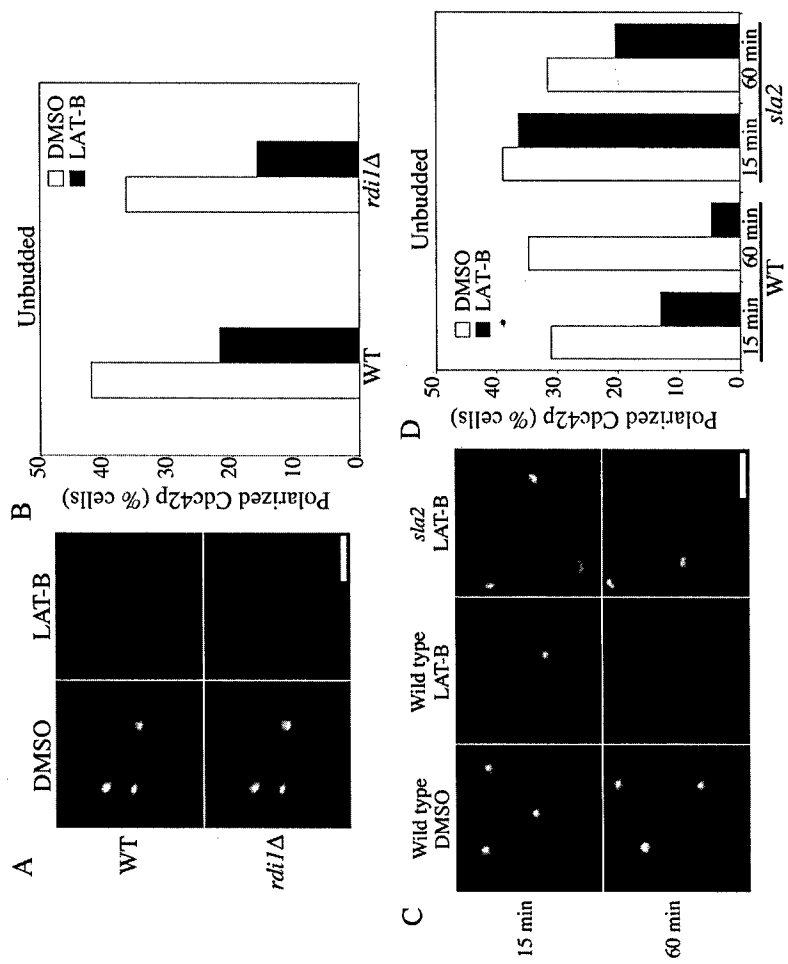 A
DMSO
LAT-B
WT
rdi1Δ
B
Unbudded
Polarized Cdc42p (% cells)
50
40
30
20
10
0
DMSO
LAT-B
WT
rdi1Δ
C
Wild type
DMSO
Wild type
LAT-B
sla2
LAT-B
15 min
60 min
D
Unbudded
Polarized Cdc42p (% cells)
50
40
30
20
10
0
DMSO
LAT-B
15 min
60 min
15 min
60 min
WT
sla2